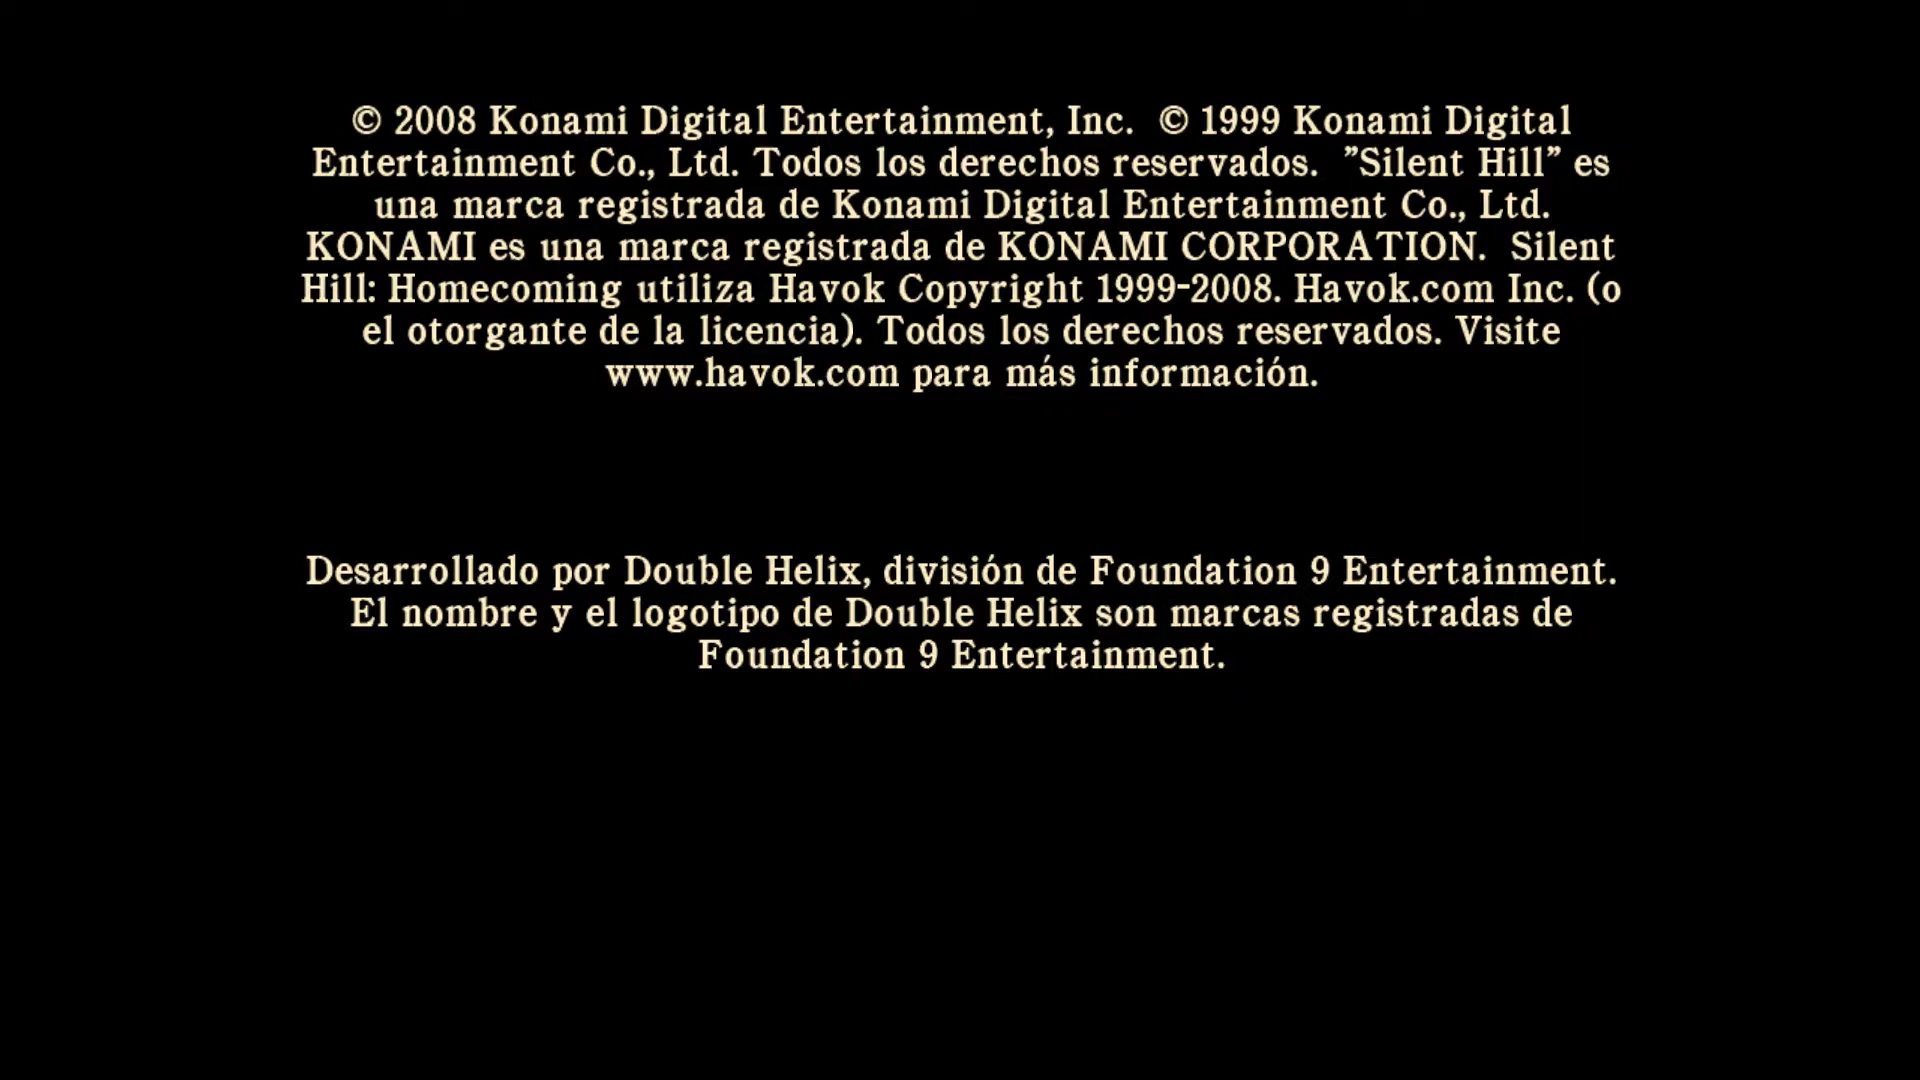 © 2008 Konami Digital Entertainment, Inc.  © 1999 Konami Digital
Entertainment Co., Ltd. Todos los derechos reservados.  ”Silent Hill” es
una marca registrada de Konami Digital Entertainment Co., Ltd.
KONAMI es una marca registrada de KONAMI CORPORATION.  Silent
Hill: Homecoming utiliza Havok Copyright 1999-2008. Havok.com Inc. (o
el otorgante de la licencia). Todos los derechos reservados. Visite
www.havok.com para más información.
Desarrollado por Double Helix, división de Foundation 9 Entertainment.
El nombre y el logotipo de Double Helix son marcas registradas de
Foundation 9 Entertainment.